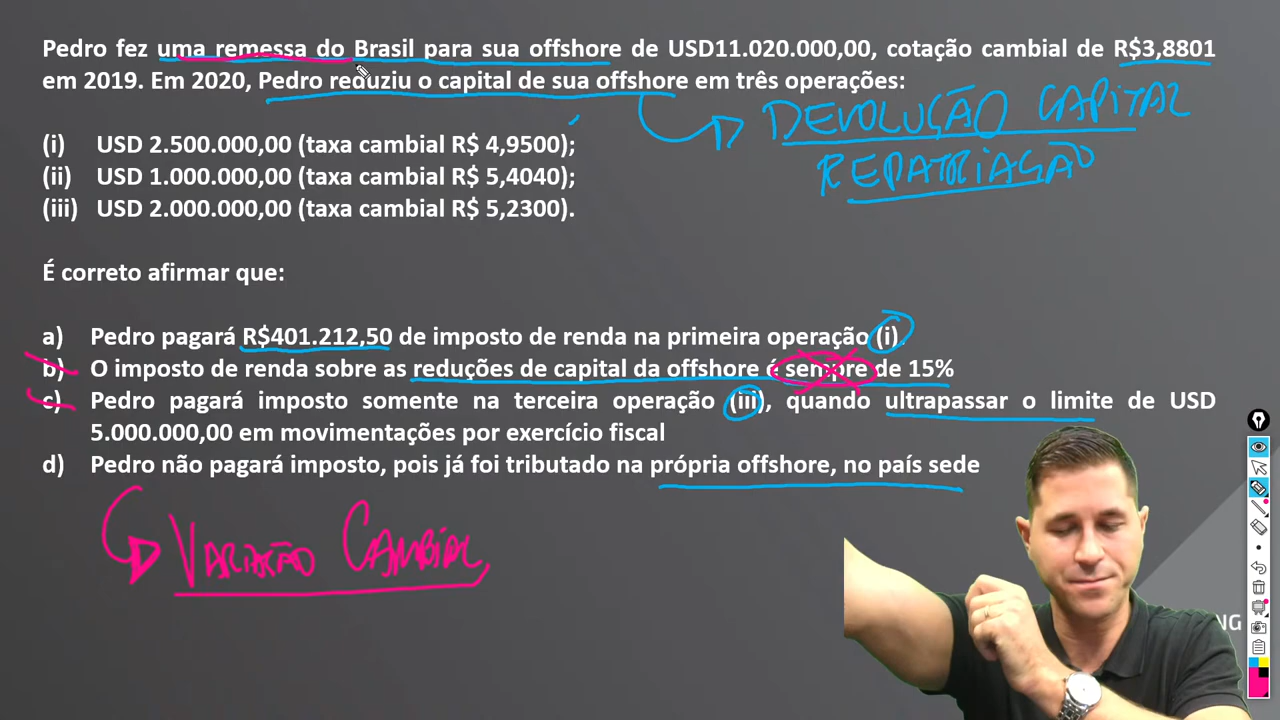 Pedro fez uma remessa do Brasil para sua offshore de USD11.020.000,00, cotação cambial de R$3,8801
em 2019. Em 2020, Pedro reduziu o capital de sua offshore em três operações:
DEVOLUÇÃO CAPITAL
REPATRIAÇÃO
(i) USD 2.500.000,00 (taxa cambial R$ 4,9500);
(ii) USD 1.000.000,00 (taxa cambial R$ 5,4040);
(iii) USD 2.000.000,00 (taxa cambial R$ 5,2300).
É correto afirmar que:
a) Pedro pagará R$401.212,50 de imposto de renda na primeira operação (i).
b) O imposto de renda sobre as reduções de capital da offshore é sempre de 15%
c) Pedro pagará imposto somente na terceira operação (iii), quando ultrapassar o limite de USD
5.000.000,00 em movimentações por exercício fiscal
d) Pedro não pagará imposto, pois já foi tributado na própria offshore, no país sede
VARIAÇÃO CAMBIAL
NG